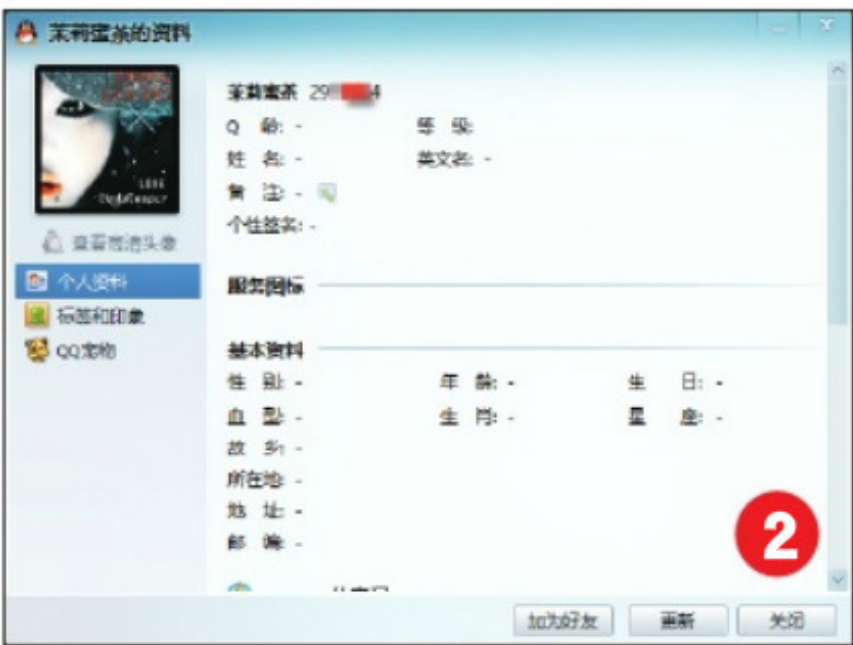 茉莉蜜茶的资料
茉莉蜜茶 29 4
Q 龄: - 等 级:
姓 名: - 英文名: -
备 注: -
个性签名: -
查看高清头像
个人资料
标签和印象
QQ宠物
服务图标
基本资料
性 别: - 年 龄: - 生 日: -
血 型: - 生 肖: - 星 座: -
故 乡: -
所在地: -
地 址: -
邮 编: -
2
加为好友 更新 关闭